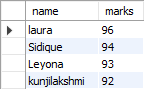 name marks
laura 96
Sidique 94
Leyona 93
kunjilakshmi 92